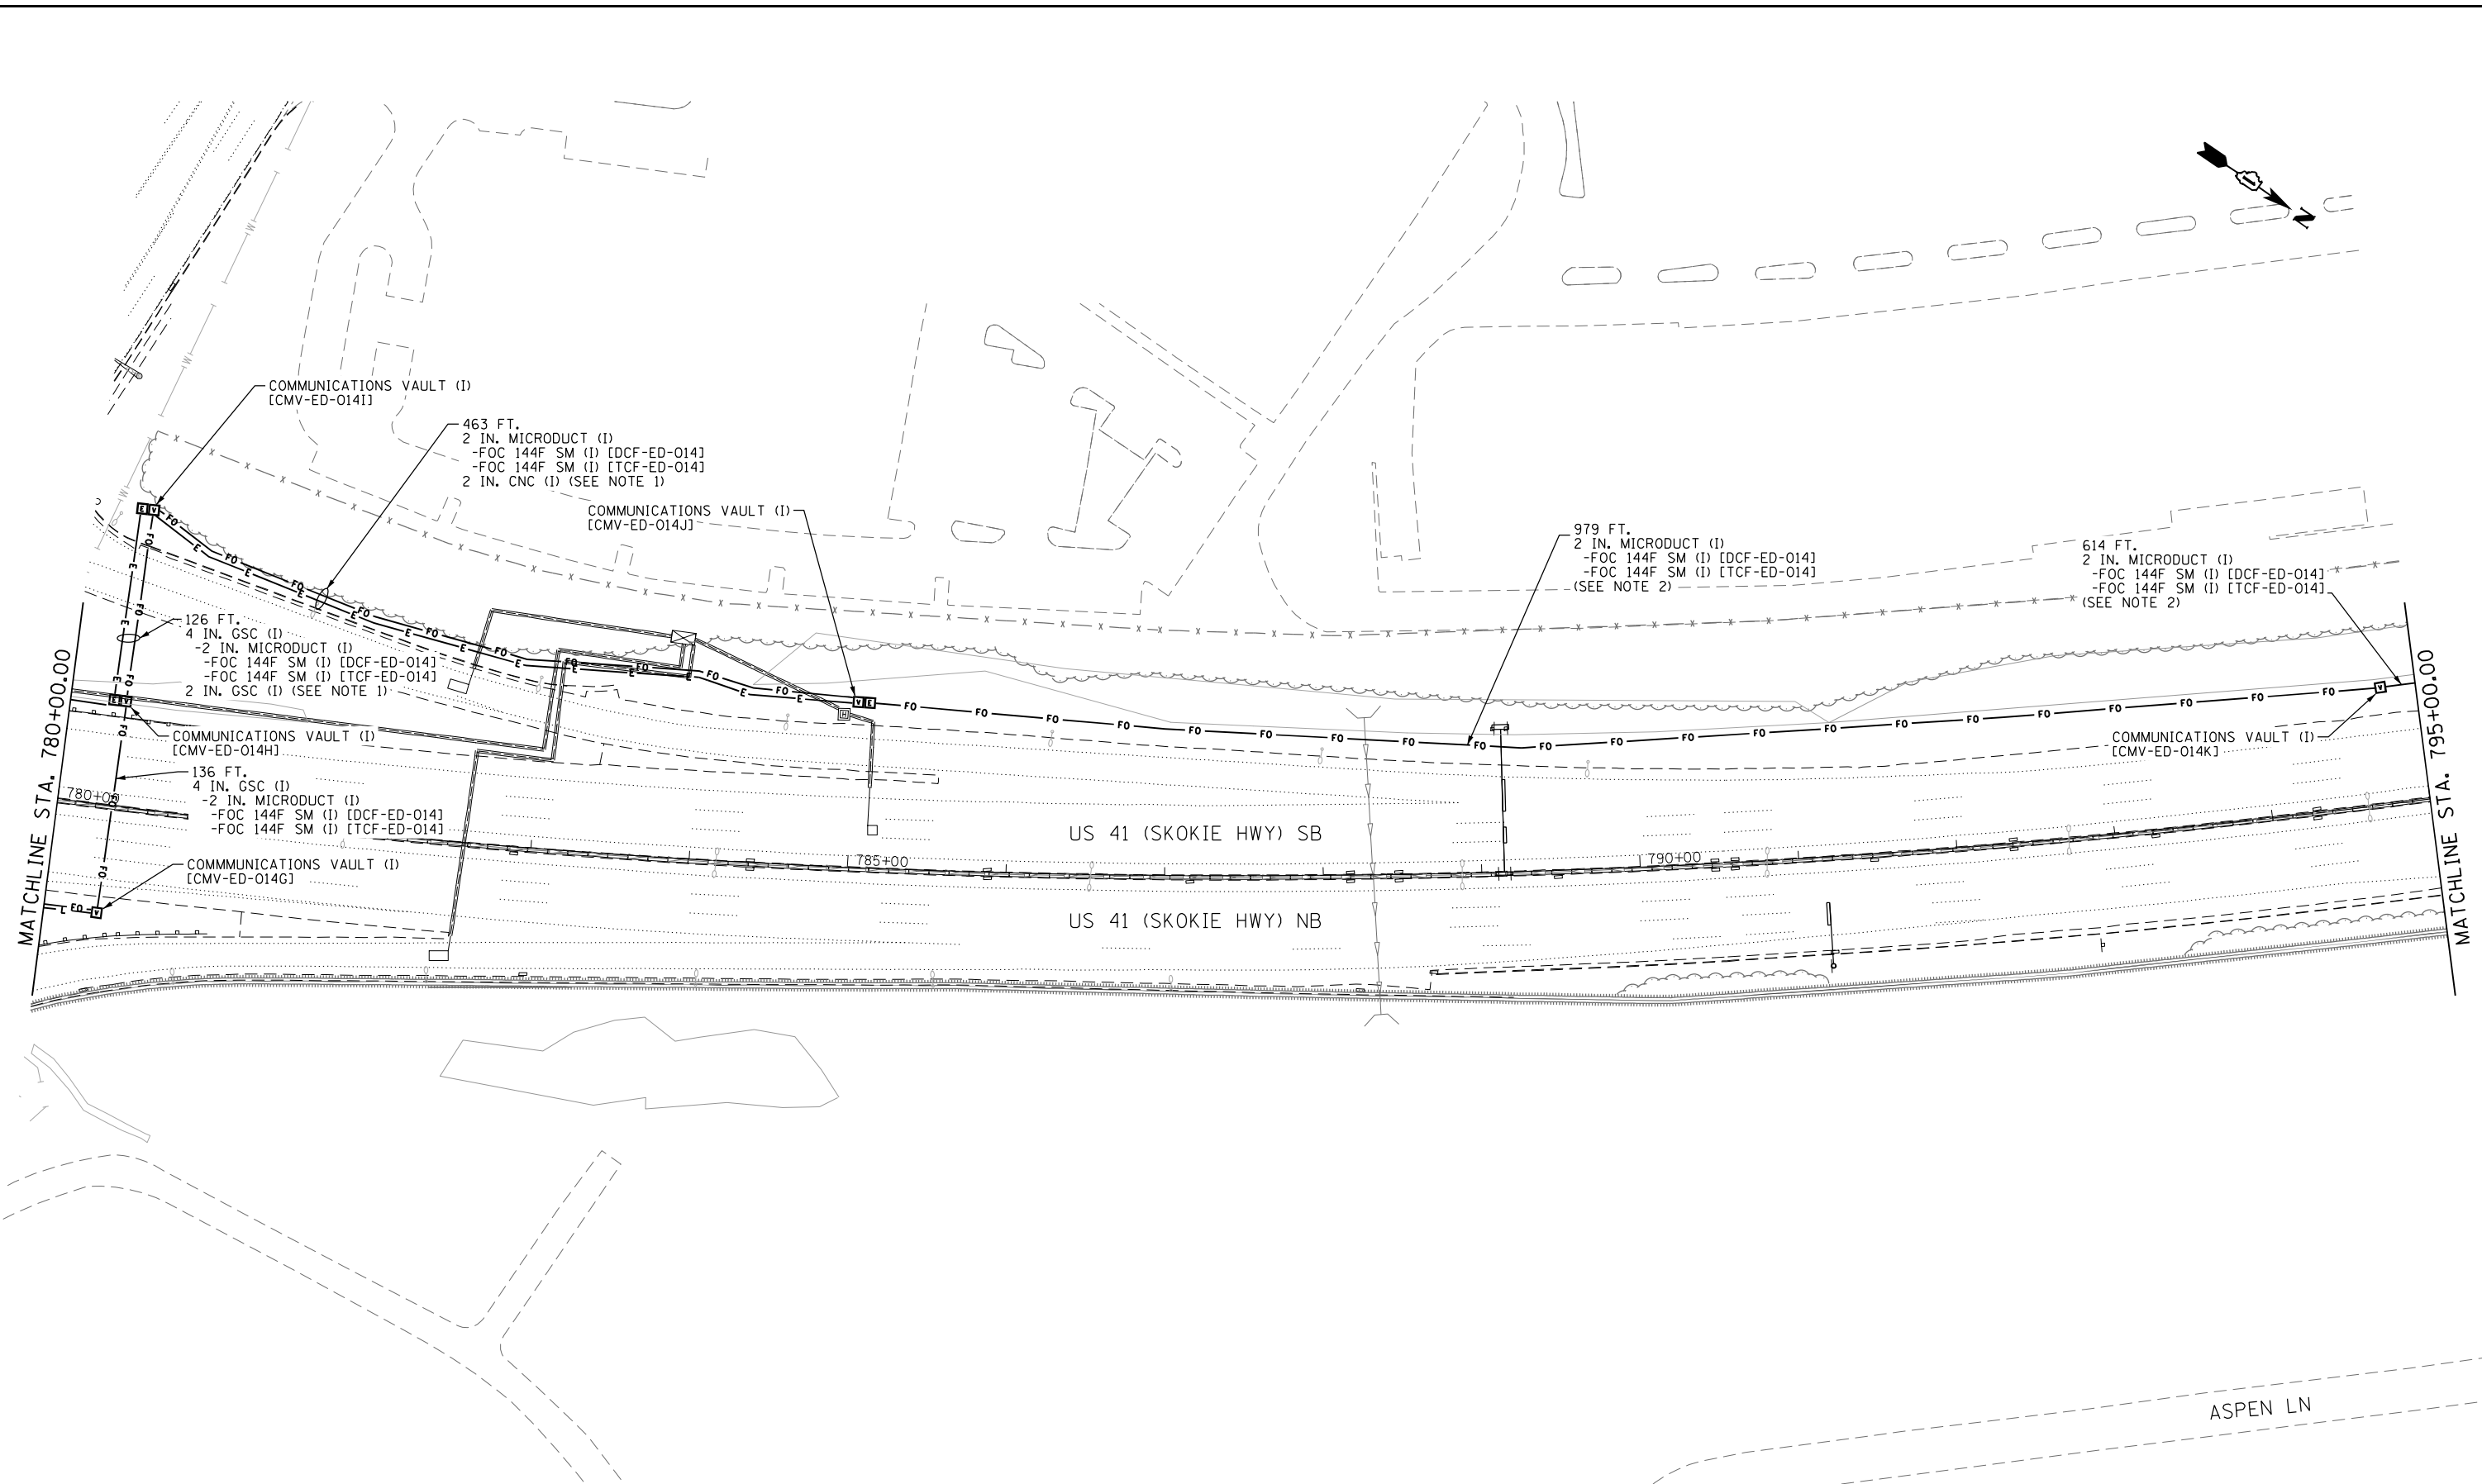 COMMUNICATIONS VAULT (I)
[CMV-ED-014I]
463 FT.
2 IN. MICRODUCT (I)
-FOC 144F SM (I) [DCF-ED-014]
-FOC 144F SM (I) [TCF-ED-014]
2 IN. CNC (I) (SEE NOTE 1)
COMMUNICATIONS VAULT (I)
[CMV-ED-014J]
979 FT.
2 IN. MICRODUCT (I)
-FOC 144F SM (I) [DCF-ED-014]
-FOC 144F SM (I) [TCF-ED-014]
(SEE NOTE 2)
614 FT.
2 IN. MICRODUCT (I)
-FOC 144F SM (I) [DCF-ED-014]
-FOC 144F SM (I) [TCF-ED-014]
(SEE NOTE 2)
N
126 FT.
4 IN. GSC (I)
-2 IN. MICRODUCT (I)
-FOC 144F SM (I) [DCF-ED-014]
-FOC 144F SM (I) [TCF-ED-014]
2 IN. GSC (I) (SEE NOTE 1)
COMMUNICATIONS VAULT (I)
[CMV-ED-014H]
136 FT.
4 IN. GSC (I)
-2 IN. MICRODUCT (I)
-FOC 144F SM (I) [DCF-ED-014]
-FOC 144F SM (I) [TCF-ED-014]
COMMMUNICATIONS VAULT (I)
[CMV-ED-014G]
COMMUNICATIONS VAULT (I)
[CMV-ED-014K]
MATCHLINE STA. 780+00.00
780+00
785+00
790+00
US 41 (SKOKIE HWY) SB
US 41 (SKOKIE HWY) NB
MATCHLINE STA. 795+00.00
ASPEN LN